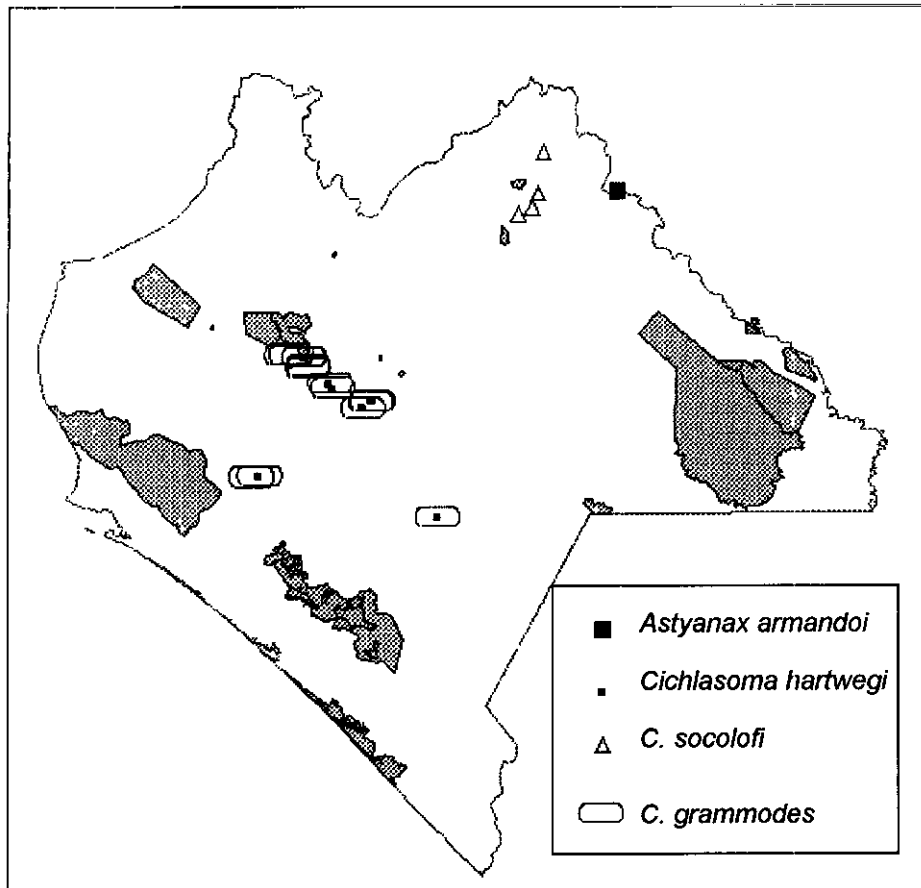 Astyanax armandoi
Cichlasoma hartwegi
C. socolofi
C. grammodes